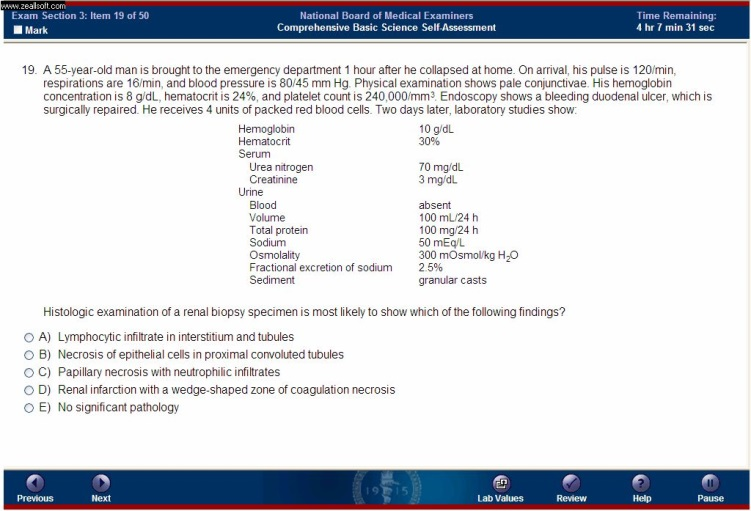 www.zeallsoft.com
Exam Section 3: Item 19 of 50
National Board of Medical Examiners
Time Remaining:
Mark
Comprehensive Basic Science Self-Assessment
4 hr 7 min 31 sec
19. A 55-year-old man is brought to the emergency department 1 hour after he collapsed at home. On arrival, his pulse is 120/min,
respirations are 16/min, and blood pressure is 80/45 mm Hg. Physical examination shows pale conjunctivae. His hemoglobin
concentration is 8 g/dL, hematocrit is 24%, and platelet count is 240,000/mm³. Endoscopy shows a bleeding duodenal ulcer, which is
surgically repaired. He receives 4 units of packed red blood cells. Two days later, laboratory studies show:
Hemoglobin 10 g/dL
Hematocrit 30%
Serum
Urea nitrogen 70 mg/dL
Creatinine 3 mg/dL
Urine
Blood absent
Volume 100 mL/24 h
Total protein 100 mg/24 h
Sodium 50 mEq/L
Osmolality 300 mOsmol/kg H₂O
Fractional excretion of sodium 2.5%
Sediment granular casts
Histologic examination of a renal biopsy specimen is most likely to show which of the following findings?
A) Lymphocytic infiltrate in interstitium and tubules
B) Necrosis of epithelial cells in proximal convoluted tubules
C) Papillary necrosis with neutrophilic infiltrates
D) Renal infarction with a wedge-shaped zone of coagulation necrosis
E) No significant pathology
19 15
Previous Next Lab Values Review Help Pause